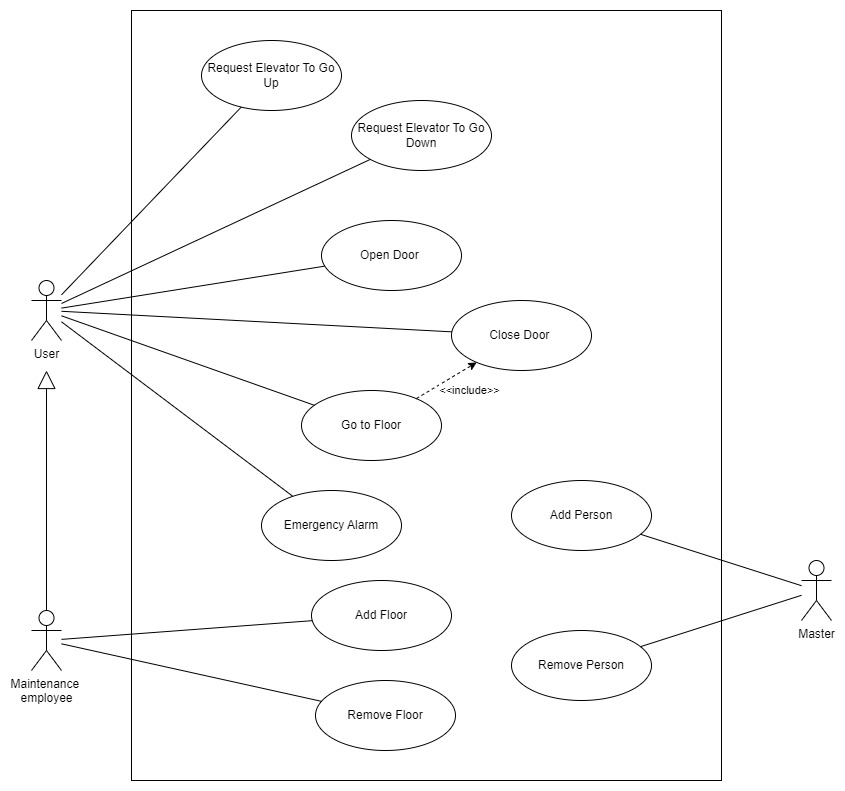 Request Elevator To Go
Up
Request Elevator To Go
Down
Open Door
User
Close Door
<<include>>
Go to Floor
Emergency Alarm
Add Person
Add Floor
Master
Maintenance
employee
Remove Person
Remove Floor